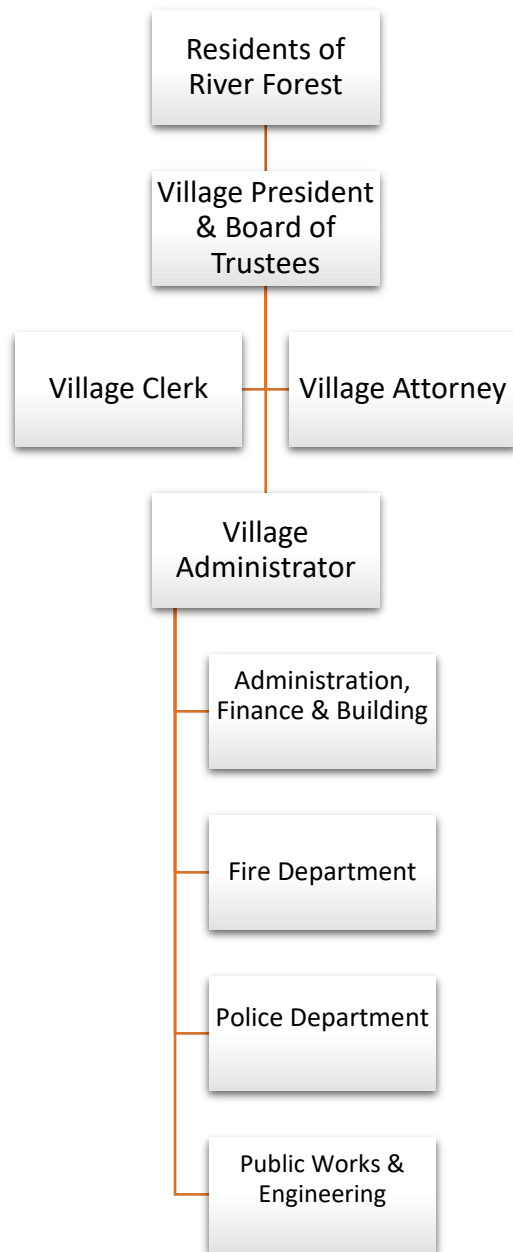 Residents of
River Forest
Village President
& Board of
Trustees
Village Clerk
Village Attorney
Village
Administrator
Administration,
Finance & Building
Fire Department
Police Department
Public Works &
Engineering